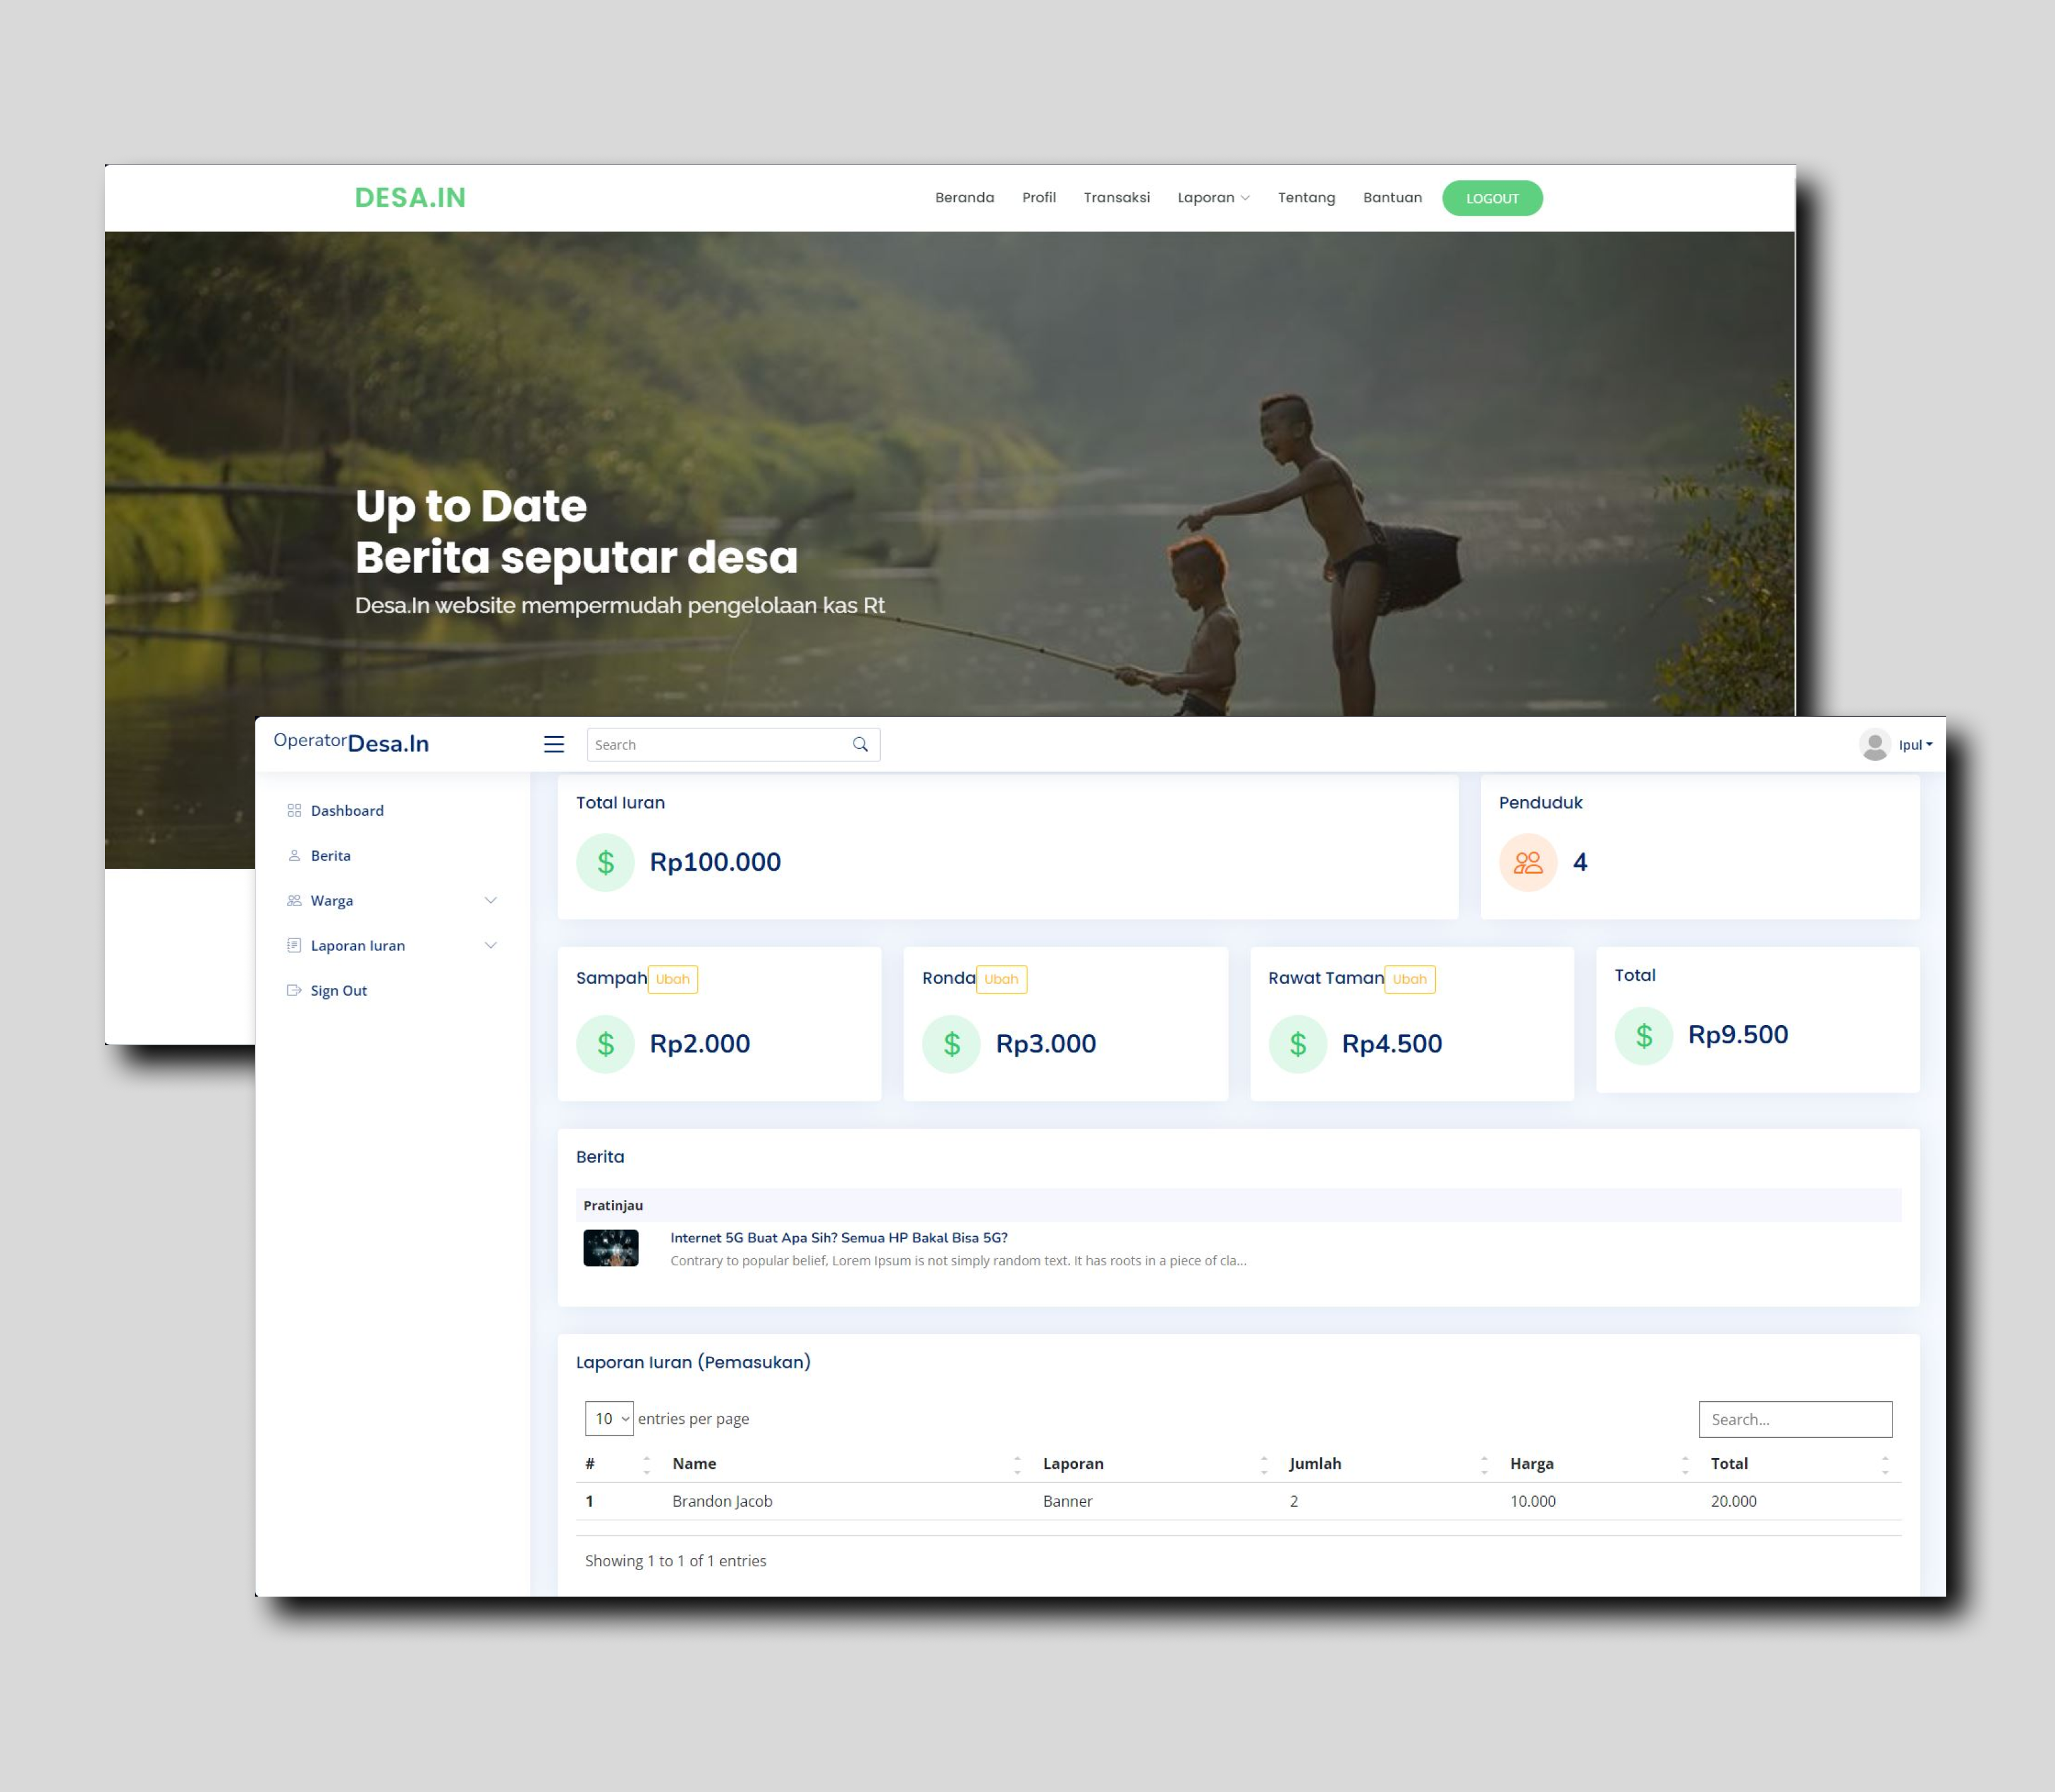 DESA.IN
Beranda Profil Transaksi Laporan Tentang Bantuan LOGOUT
Up to Date
Berita seputar desa
Desa.In website mempermudah pengelolaan kas Rt
OperatorDesa.In Search Ipul
Dashboard
Berita
Warga
Laporan Iuran
Sign Out
Total Iuran
$ Rp100.000
Penduduk
4
Sampah Ubah
$ Rp2.000
Ronda Ubah
$ Rp3.000
Rawat Taman Ubah
$ Rp4.500
Total
$ Rp9.500
Berita
Pratinjau
Internet 5G Buat Apa Sih? Semua HP Bakal Bisa 5G?
Contrary to popular belief, Lorem Ipsum is not simply random text. It has roots in a piece of cla...
Laporan Iuran (Pemasukan)
10 entries per page Search...
# Name Laporan Jumlah Harga Total
1 Brandon Jacob Banner 2 10.000 20.000
Showing 1 to 1 of 1 entries